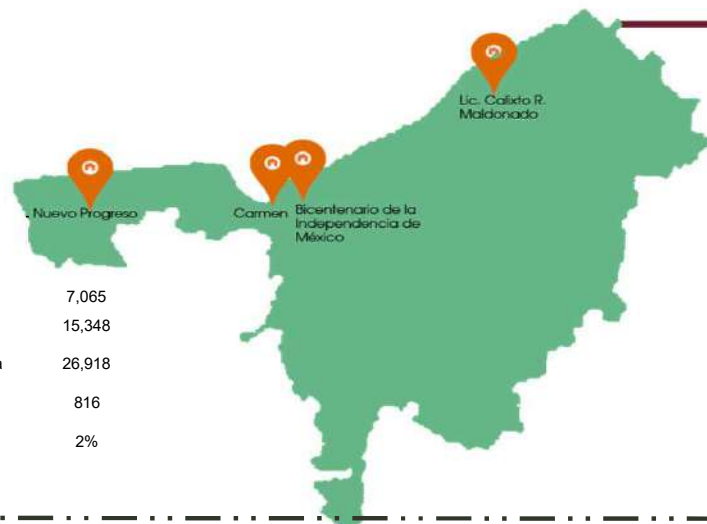 Lic. Calixto R.
Maldonado
. Nuevo Progreso
Carmen
Bicentenario de la
Independencia de
México
7,065
15,348
a 26,918
816
2%